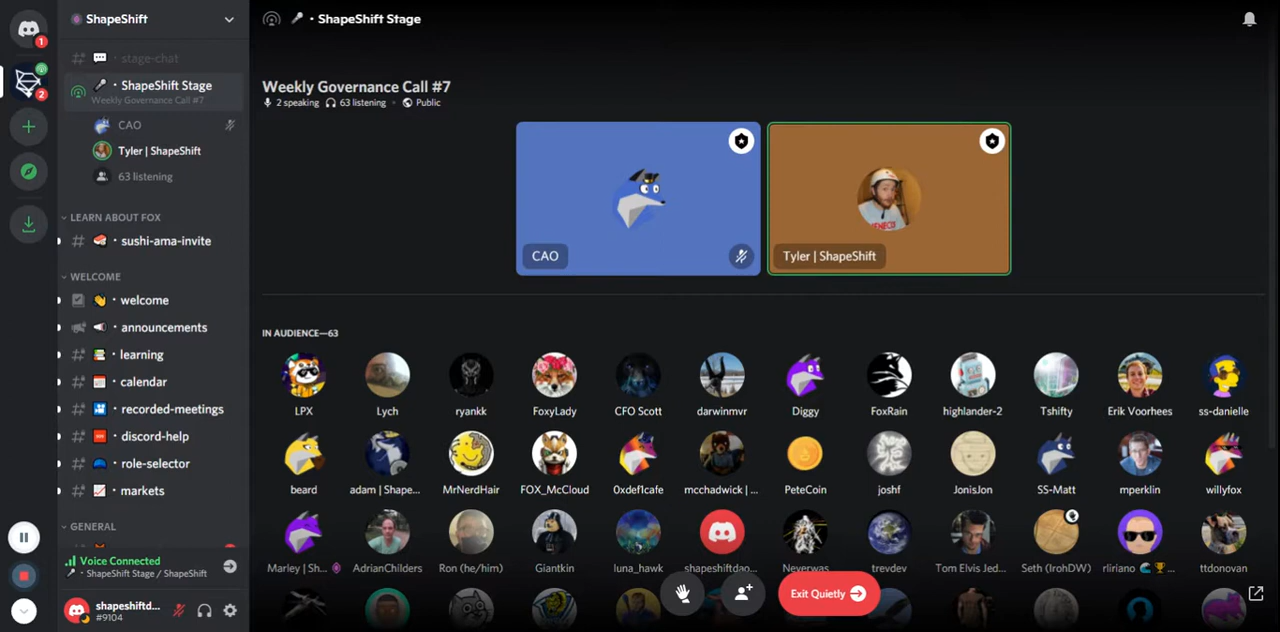 ShapeShift
stage-chat
ShapeShift Stage
Weekly Governance Call #7
CAO
Tyler | ShapeShift
63 listening
LEARN ABOUT FOX
sushi-ama-invite
WELCOME
welcome
announcements
learning
calendar
recorded-meetings
discord-help
role-selector
markets
GENERAL
Voice Connected
ShapeShift Stage / ShapeShift
shapeshiftd...
#9104
1
2
ShapeShift Stage
Weekly Governance Call #7
2 speaking 63 listening • Public
CAO
Tyler | ShapeShift
IN AUDIENCE—63
LPX Lych ryankk FoxyLady CFO Scott darwinmvr Diggy FoxRain highlander-2 Tshifty Erik Voorhees ss-danielle
beard adam | Shape... MrNerdHair FOX_McCloud 0xdef1cafe mcchadwick | ... PeteCoin joshf JonisJon SS-Matt mperklin willyfox
Marley | Sh... AdrianChilders Ron (he/him) Giantkin luna_hawk shapeshiftdao... Neverwas trevdev Tom Elvis Jed... Seth (IrohDW) rliriano ttdonovan
Exit Quietly